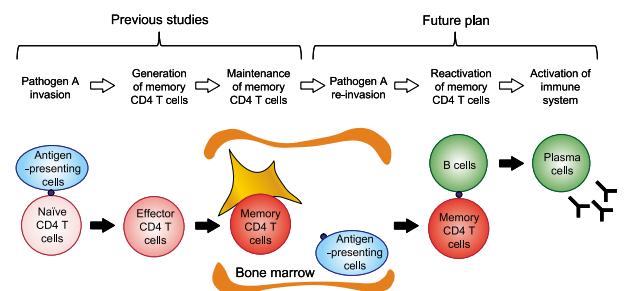 Previous studies
Future plan
Pathogen A
invasion
Generation
of memory
CD4 T cells
Maintenance
of memory
CD4 T cells
Pathogen A
re-invasion
Reactivation
of memory
CD4 T cells
Activation of
immune
system
Antigen
-presenting
cells
Naïve
CD4 T
cells
Effector
CD4 T
cells
Memory
CD4 T
cells
Bone marrow
Antigen
-presenting
cells
B cells
Memory
CD4 T
cells
Plasma
cells